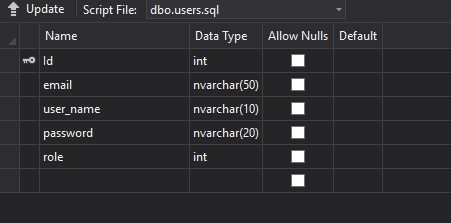 Update Script File: dbo.users.sql
Name Data Type Allow Nulls Default
Id int
email nvarchar(50)
user_name nvarchar(10)
password nvarchar(20)
role int